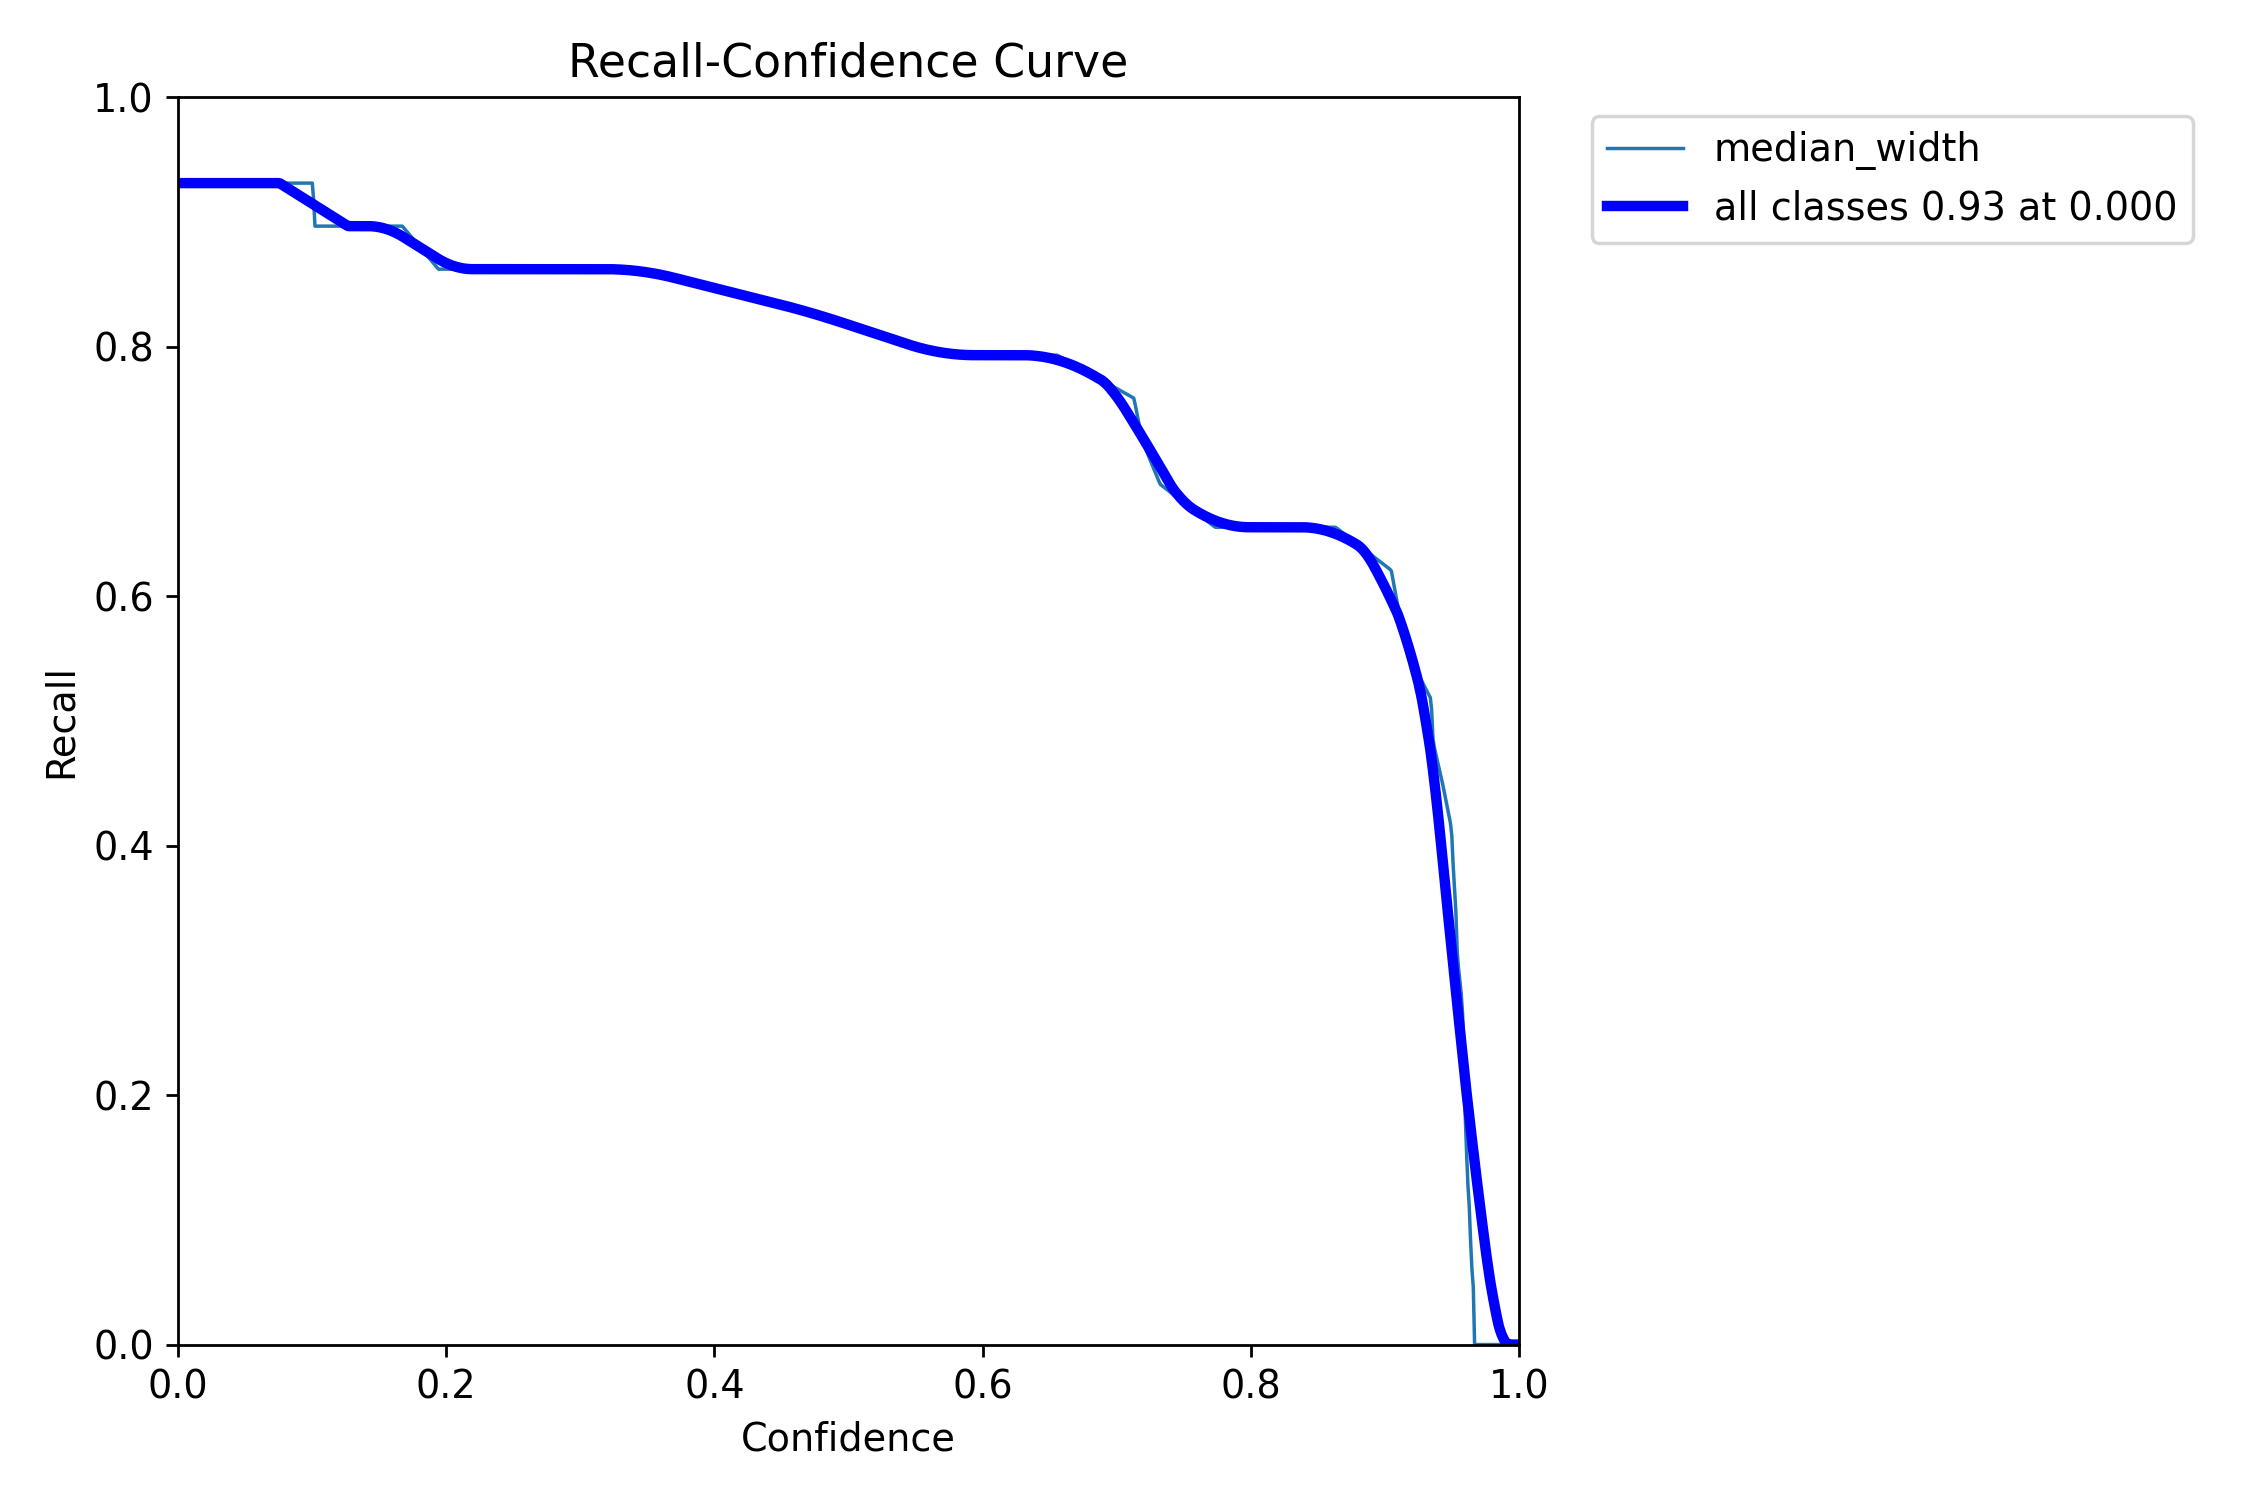 Recall-Confidence Curve
1.0
0.8
0.6
0.4
0.2
0.0
Recall
0.0 0.2 0.4 0.6 0.8 1.0
Confidence
median_width
all classes 0.93 at 0.000